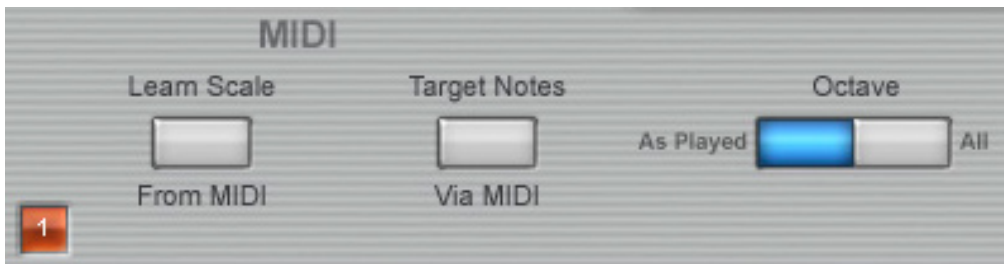 MIDI
Learn Scale Target Notes Octave
As Played All
From MIDI Via MIDI
1